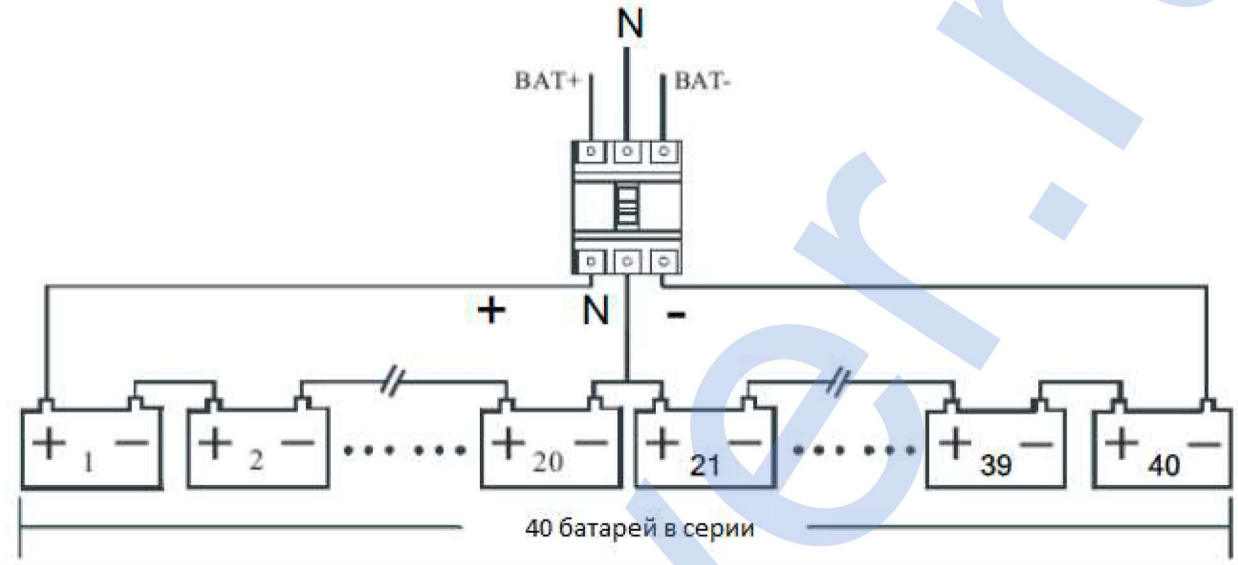 N
BAT+ BAT-
+ N -
+ 1 - + 2 - + 20 - + 21 - + 39 - + 40 -
40 батарей в серии